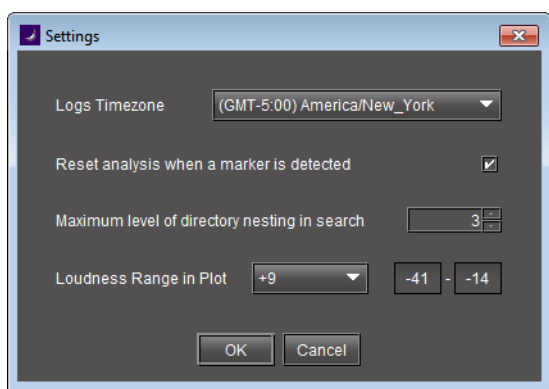 Settings
Logs Timezone (GMT-5:00) America/New_York
Reset analysis when a marker is detected
Maximum level of directory nesting in search 3
Loudness Range in Plot +9 -41 - -14
OK Cancel